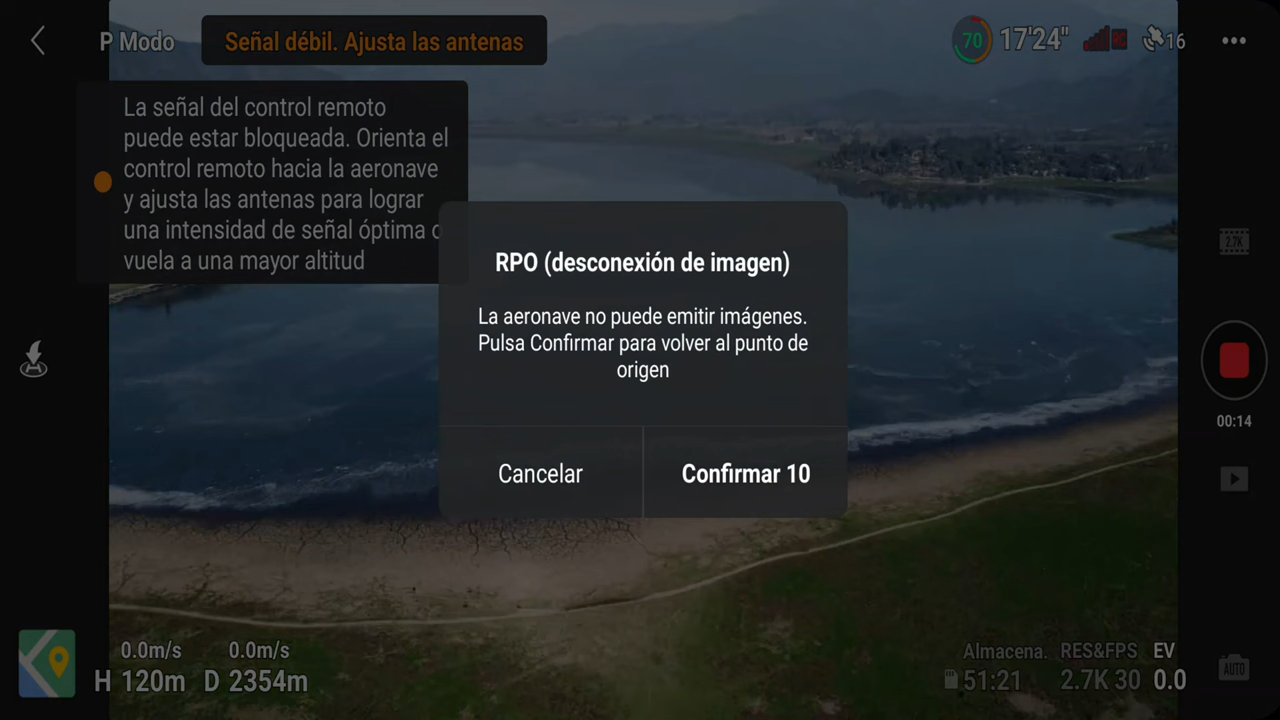 P Modo
Señal débil. Ajusta las antenas
70
17'24"
16
La señal del control remoto
puede estar bloqueada. Orienta el
control remoto hacia la aeronave
y ajusta las antenas para lograr
una intensidad de señal óptima o
vuela a una mayor altitud
RPO (desconexión de imagen)
La aeronave no puede emitir imágenes.
Pulsa Confirmar para volver al punto de
origen
Cancelar
Confirmar 10
2.7K
00:14
0.0m/s 0.0m/s
H 120m D 2354m
Almacena. RES&FPS EV
51:21 2.7K 30 0.0
AUTO